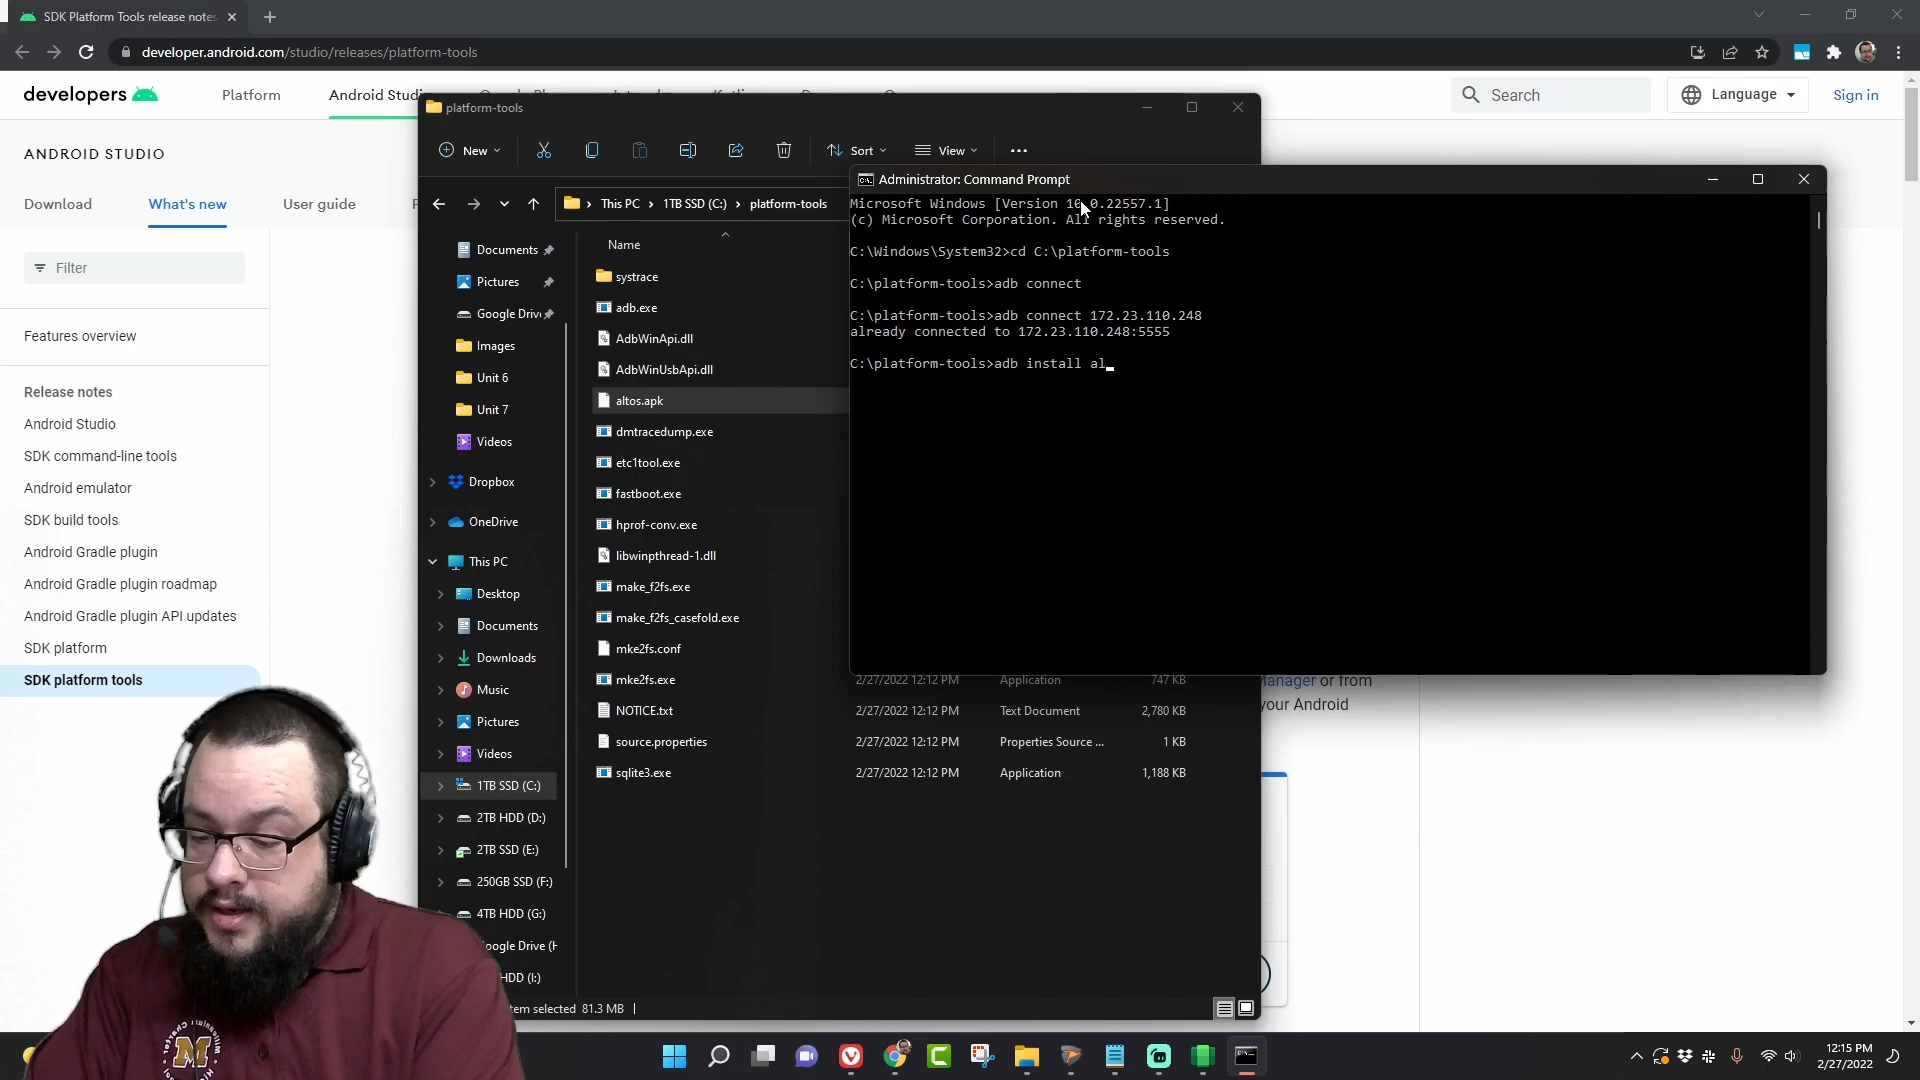 SDK Platform Tools release notes
developer.android.com/studio/releases/platform-tools
developers
Platform
Android Studi
Search
Language
Sign in
ANDROID STUDIO
Download
What's new
User guide
Filter
Features overview
Release notes
Android Studio
SDK command-line tools
Android emulator
SDK build tools
Android Gradle plugin
Android Gradle plugin roadmap
Android Gradle plugin API updates
SDK platform
SDK platform tools
platform-tools
New
Sort
View
This PC
1TB SSD (C:)
platform-tools
Documents
Pictures
Google Driv
Images
Unit 6
Unit 7
Videos
Dropbox
OneDrive
This PC
Desktop
Documents
Downloads
Music
Pictures
Videos
1TB SSD (C:)
2TB HDD (D:)
2TB SSD (E:)
250GB SSD (F:)
4TB HDD (G:)
oogle Drive (H
HDD (I:)
Name
systrace
adb.exe
AdbWinApi.dll
AdbWinUsbApi.dll
altos.apk
dmtracedump.exe
etc1tool.exe
fastboot.exe
hprof-conv.exe
libwinpthread-1.dll
make_f2fs.exe
make_f2fs_casefold.exe
mke2fs.conf
mke2fs.exe 2/27/2022 12:12 PM Application 747 KB
NOTICE.txt 2/27/2022 12:12 PM Text Document 2,780 KB
source.properties 2/27/2022 12:12 PM Properties Source ... 1 KB
sqlite3.exe 2/27/2022 12:12 PM Application 1,188 KB
tem selected 81.3 MB
Administrator: Command Prompt
Microsoft Windows [Version 10.0.22557.1]
(c) Microsoft Corporation. All rights reserved.
C:\Windows\System32>cd C:\platform-tools
C:\platform-tools>adb connect
C:\platform-tools>adb connect 172.23.110.248
already connected to 172.23.110.248:5555
C:\platform-tools>adb install al
Manager or from
your Android
M
12:15 PM
2/27/2022